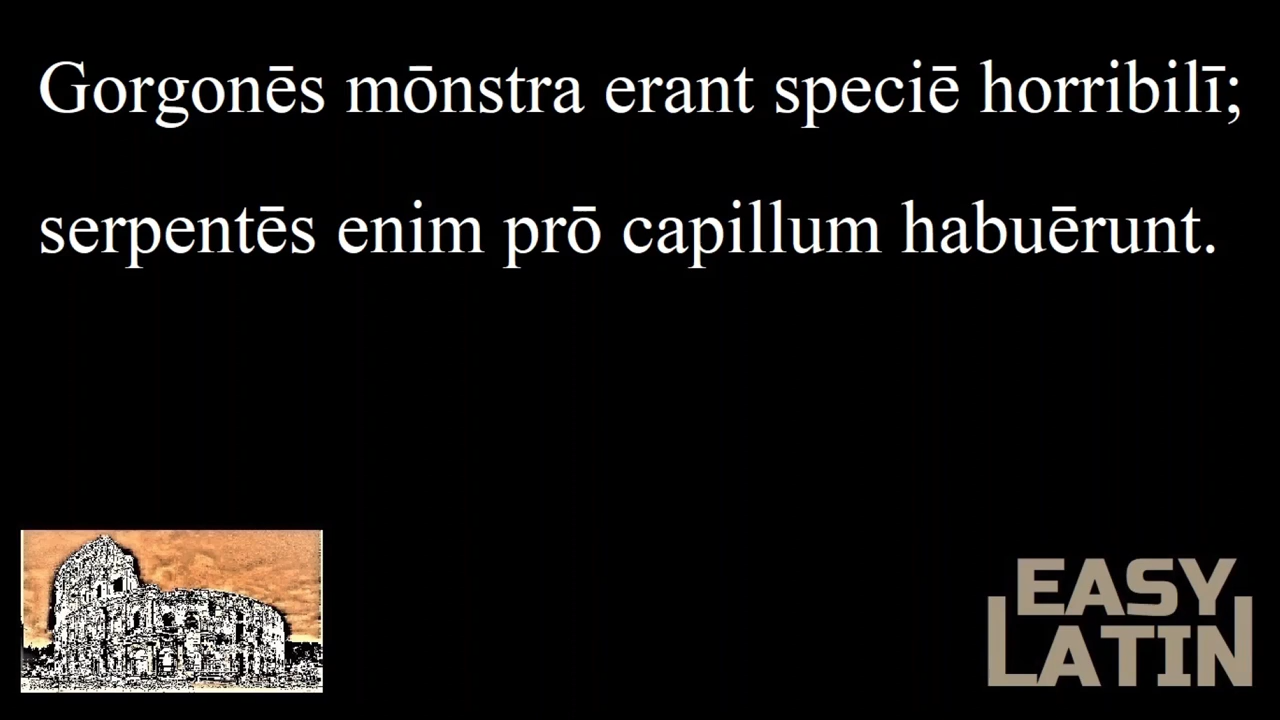 Gorgonēs mōnstra erant speciē horribilī;
serpentēs enim prō capillum habuērunt.
EASY
LATIN